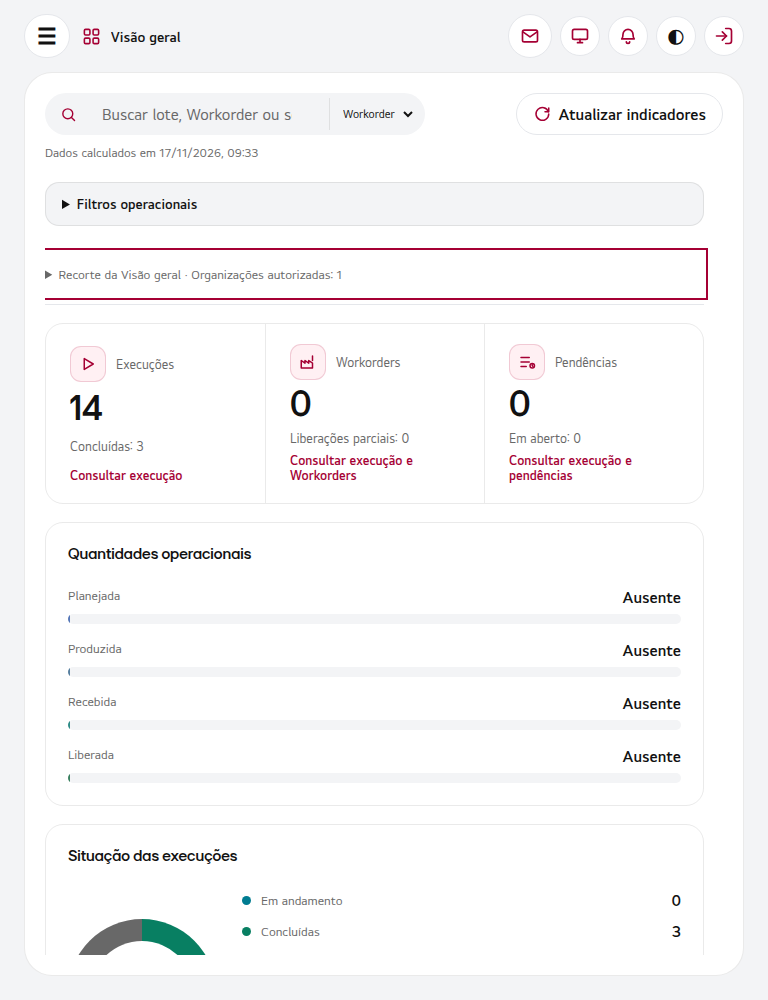 Visão geral
Buscar lote, Workorder ou s
Workorder
Atualizar indicadores
Dados calculados em 17/11/2026, 09:33
Filtros operacionais
Recorte da Visão geral · Organizações autorizadas: 1
Execuções
14
Concluídas: 3
Consultar execução
Workorders
0
Liberações parciais: 0
Consultar execução e
Workorders
Pendências
0
Em aberto: 0
Consultar execução e
pendências
Quantidades operacionais
Planejada Ausente
Produzida Ausente
Recebida Ausente
Liberada Ausente
Situação das execuções
Em andamento 0
Concluídas 3